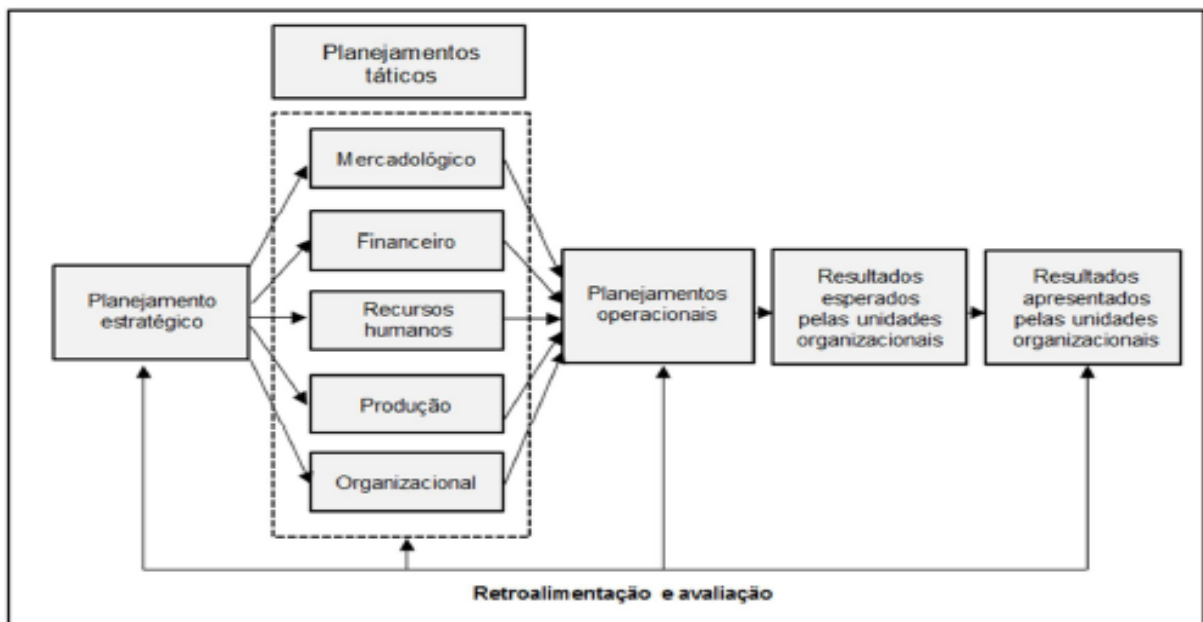 Planejamentos
táticos
Mercadológico
Financeiro
Recursos
humanos
Produção
Organizacional
Planejamento
estratégico
Planejamentos
operacionais
Resultados
esperados
pelas unidades
organizacionais
Resultados
apresentados
pelas unidades
organizacionais
Retroalimentação e avaliação